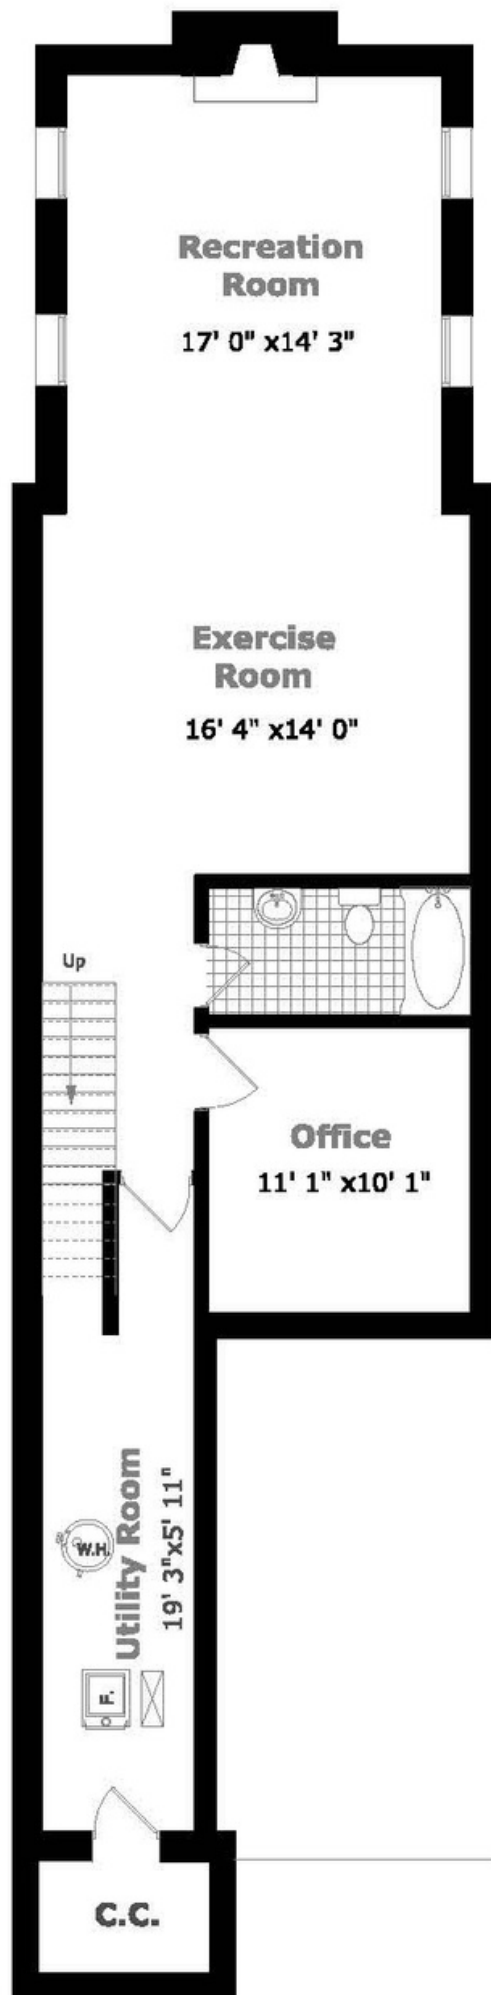 Recreation
Room
17' 0" x14' 3"
Exercise
Room
16' 4" x14' 0"
Up
Office
11' 1" x10' 1"
Utility Room
19' 3"x5' 11"
W.H.
F.
C.C.